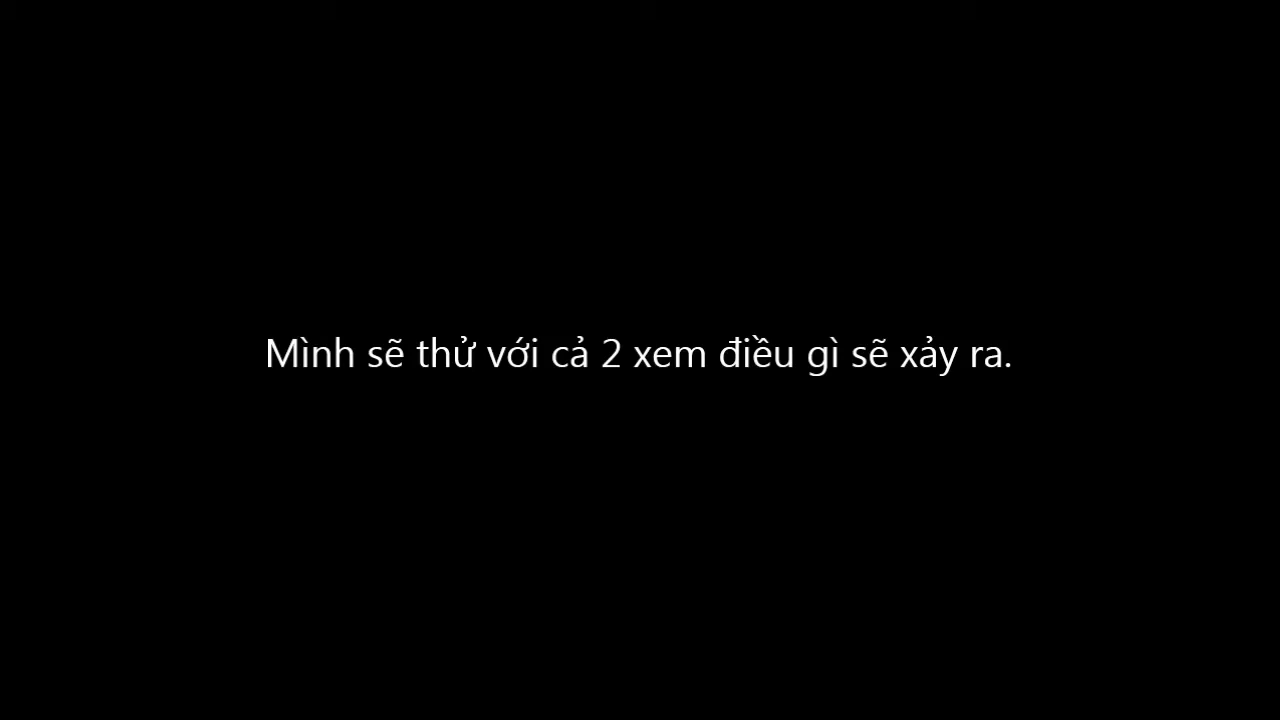 Mình sẽ thử với cả 2 xem điều gì sẽ xảy ra.